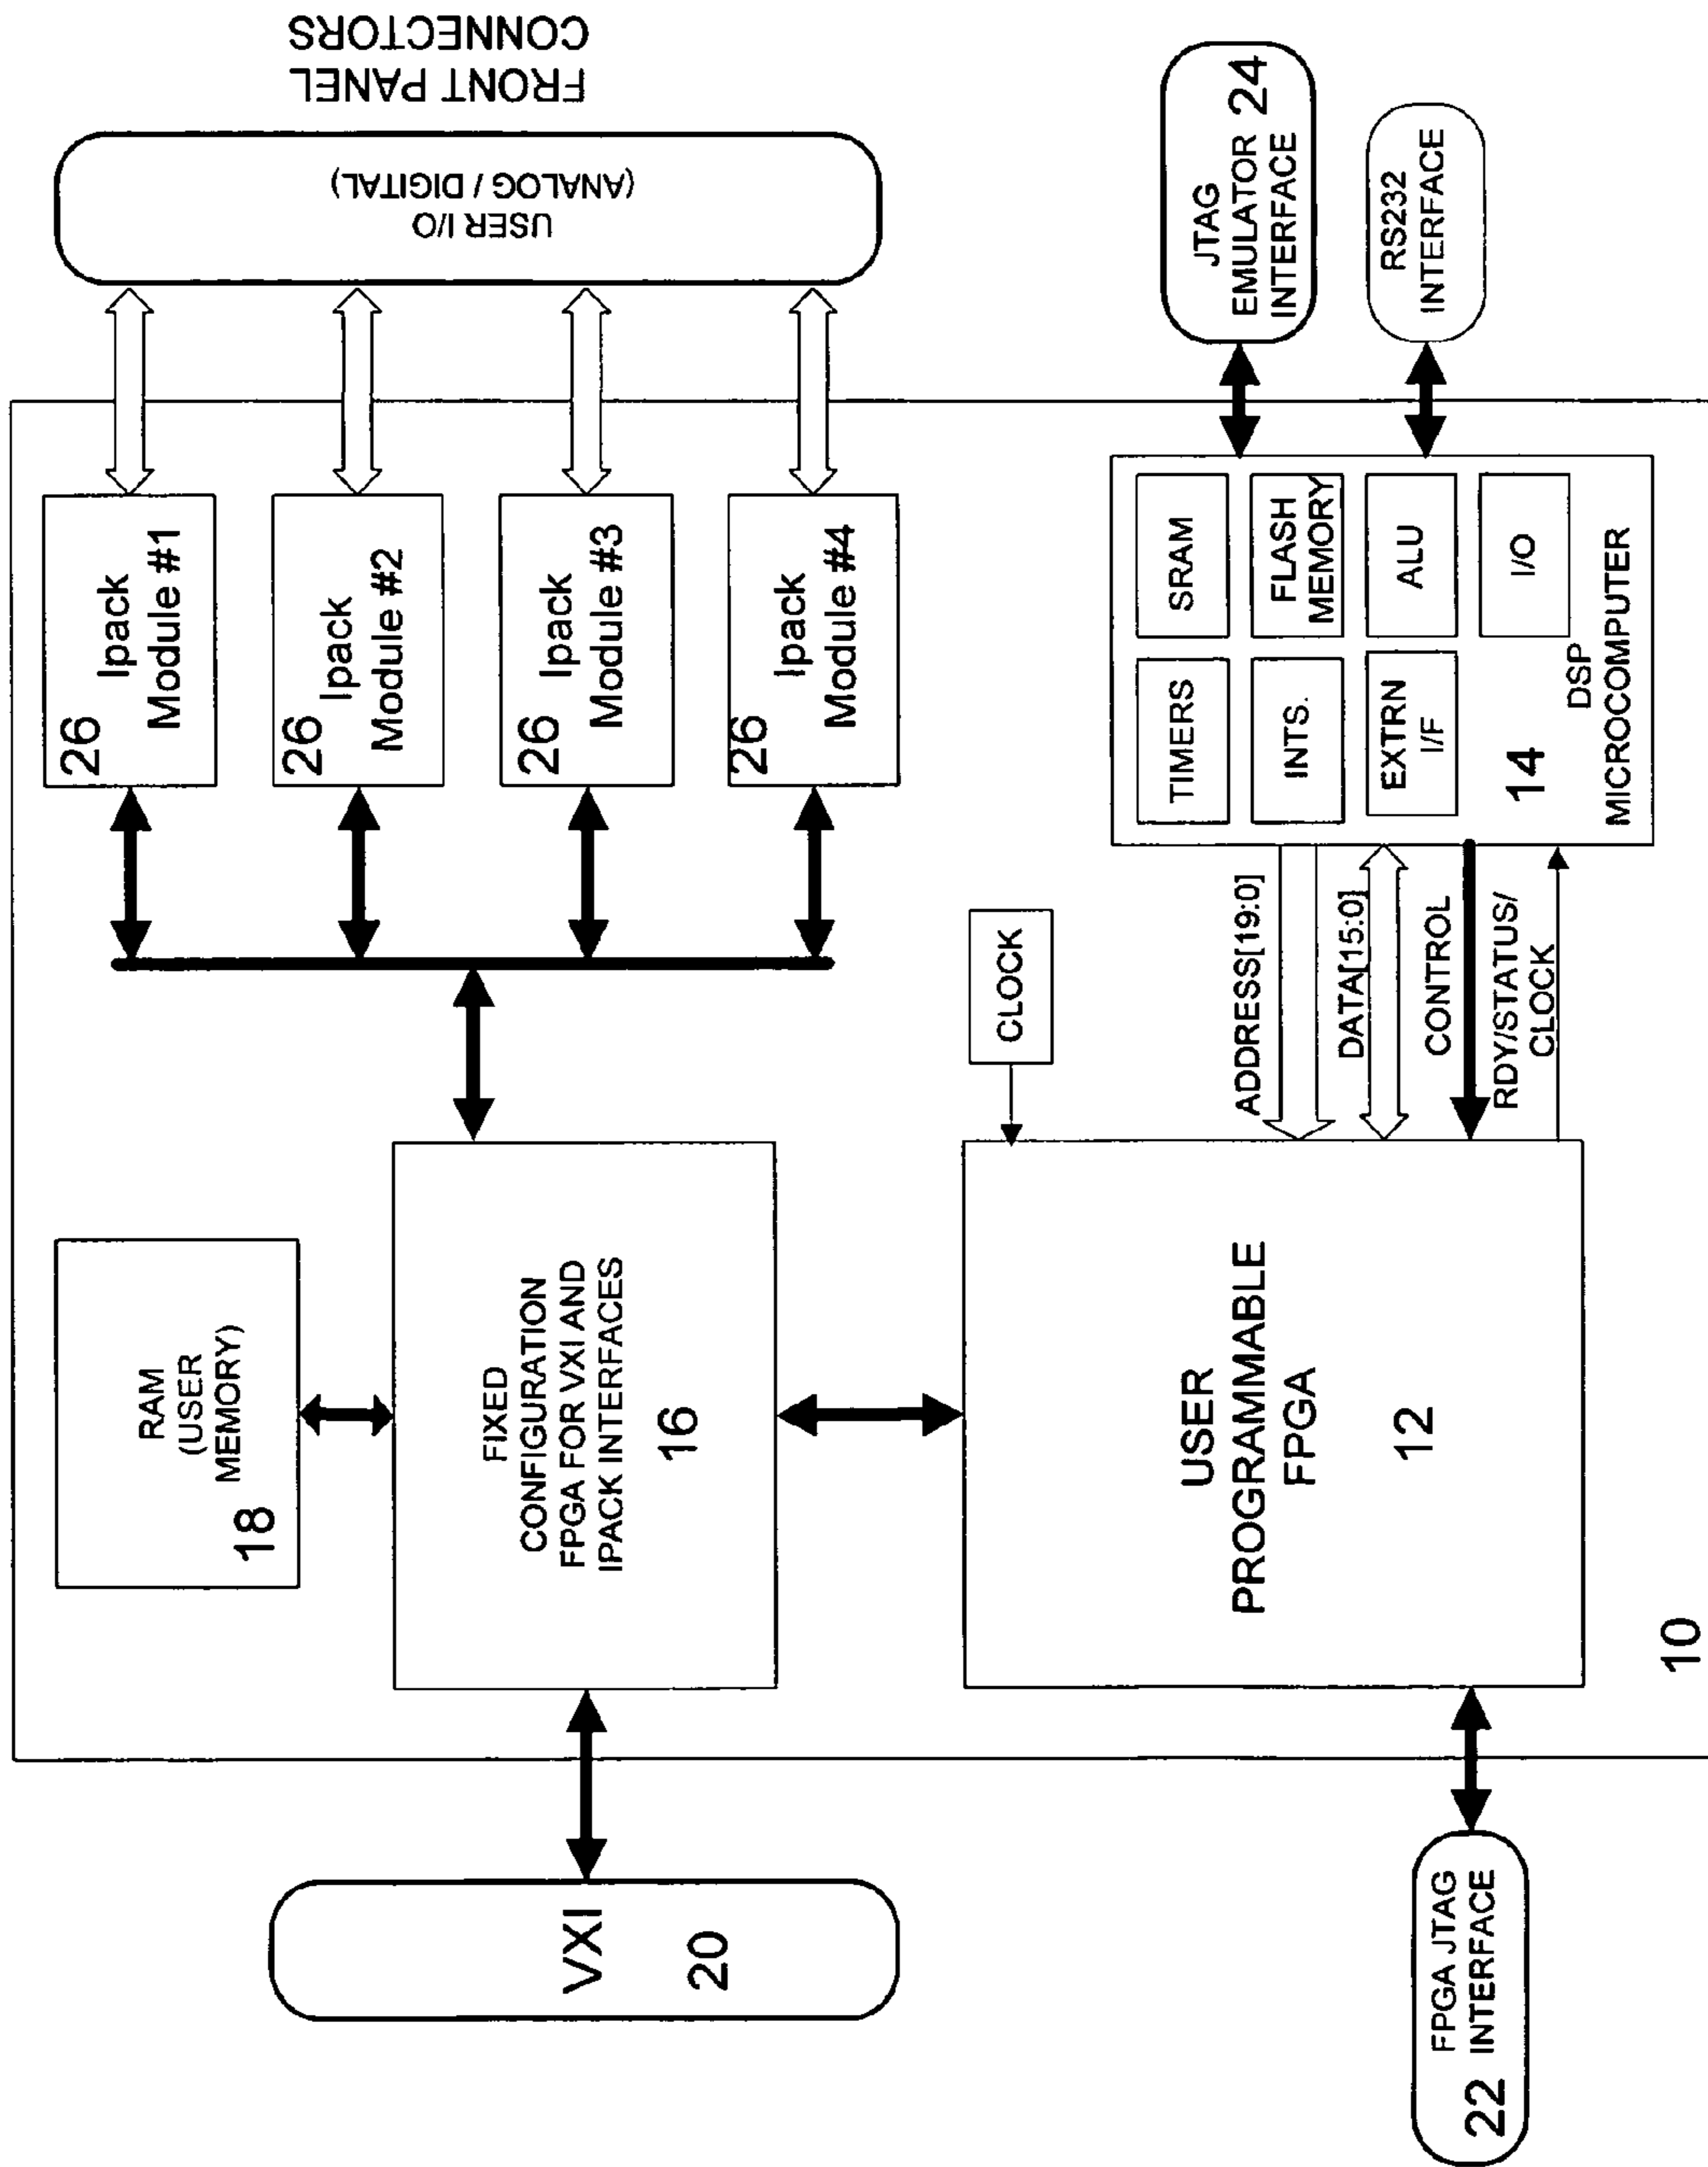 FRONT PANEL
CONNECTORS
USER I/O
(ANALOG / DIGITAL)
26
Ipack
Module #1
26
Ipack
Module #2
26
Ipack
Module #3
26
Ipack
Module #4
RAM
(USER
MEMORY)
18
FIXED
CONFIGURATION
FPGA FOR VXI AND
IPACK INTERFACES
16
VXI
20
CLOCK
USER
PROGRAMMABLE
FPGA
12
ADDRESS[19:0]
DATA[15:0]
CONTROL
RDY/STATUS/
CLOCK
TIMERS
SRAM
INTS.
FLASH
MEMORY
EXTRN
I/F
ALU
I/O
14
DSP
MICROCOMPUTER
JTAG
EMULATOR 24
INTERFACE
RS232
INTERFACE
FPGA JTAG
22 INTERFACE
10